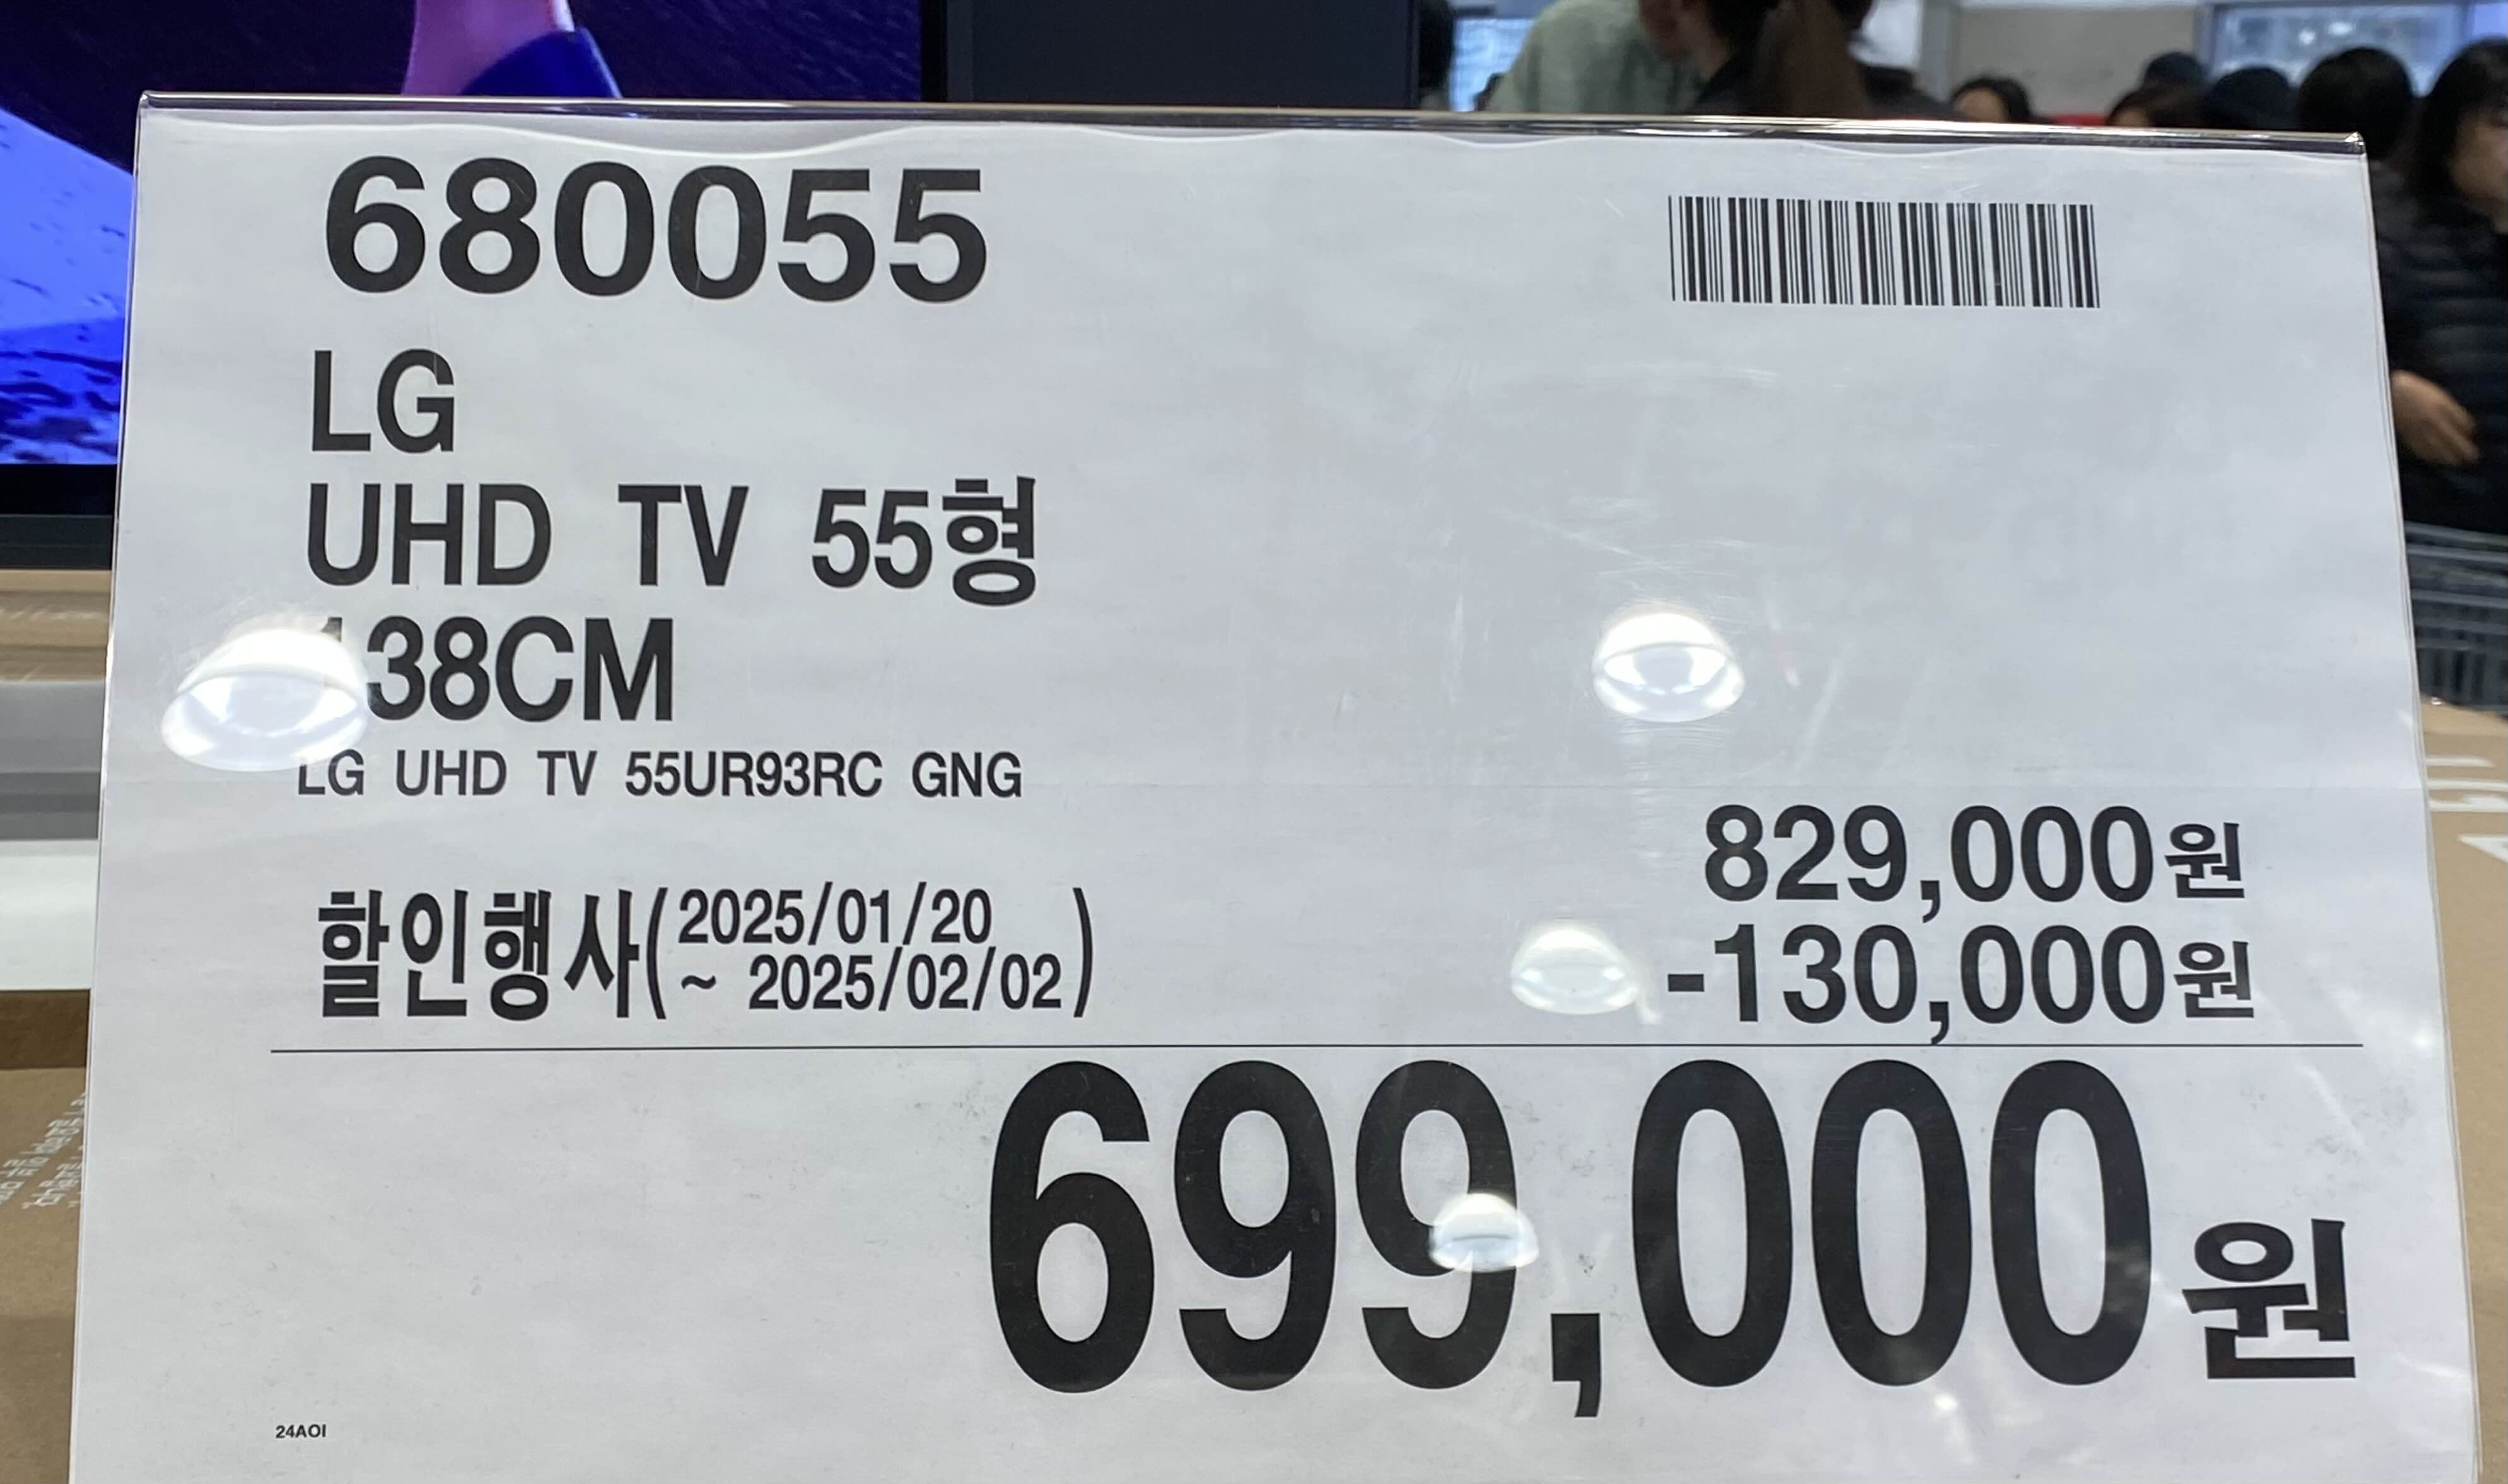 680055
LG
UHD TV 55형
138CM
LG UHD TV 55UR93RC GNG
829,000원
할인행사(2025/01/20
~ 2025/02/02)
-130,000원
699,000원
24AOI